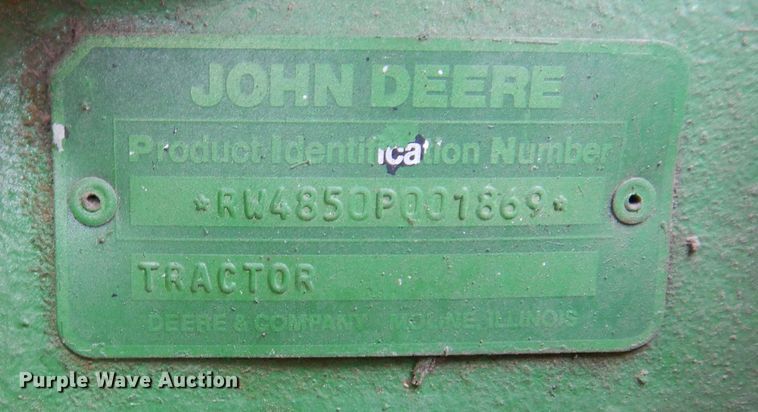 JOHN DEERE
Product Identification Number
*RW4850P001869*
TRACTOR
DEERE & COMPANY MOLINE, ILLINOIS
Purple Wave Auction